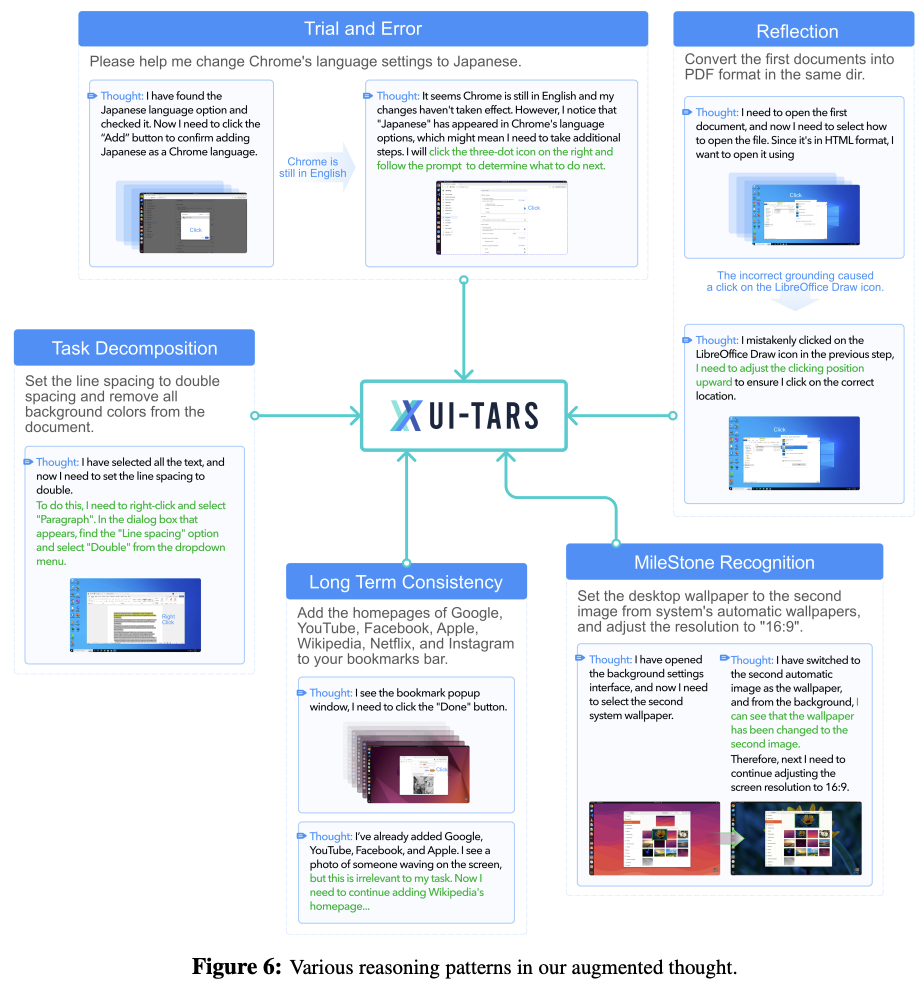 Trial and Error
Please help me change Chrome's language settings to Japanese.
Thought: I have found the
Japanese language option and
checked it. Now I need to click the
“Add” button to confirm adding
Japanese as a Chrome language.
Click
Chrome is
still in English
Thought: It seems Chrome is still in English and my
changes haven't taken effect. However, I notice that
"Japanese" has appeared in Chrome's language
options, which might mean I need to take additional
steps. I will click the three-dot icon on the right and
follow the prompt to determine what to do next.
Click
Reflection
Convert the first documents into
PDF format in the same dir.
Thought: I need to open the first
document, and now I need to select how
to open the file. Since it's in HTML format, I
want to open it using
Click
The incorrect grounding caused
a click on the LibreOffice Draw icon.
Thought: I mistakenly clicked on the
LibreOffice Draw icon in the previous step,
I need to adjust the clicking position
upward to ensure I click on the correct
location.
Click
Task Decomposition
Set the line spacing to double
spacing and remove all
background colors from the
document.
Thought: I have selected all the text, and
now I need to set the line spacing to
double.
To do this, I need to right-click and select
"Paragraph". In the dialog box that
appears, find the "Line spacing" option
and select "Double" from the dropdown
menu.
Right
Click
UI-TARS
Long Term Consistency
Add the homepages of Google,
YouTube, Facebook, Apple,
Wikipedia, Netflix, and Instagram
to your bookmarks bar.
Thought: I see the bookmark popup
window, I need to click the "Done" button.
Click
Thought: I’ve already added Google,
YouTube, Facebook, and Apple. I see a
photo of someone waving on the screen,
but this is irrelevant to my task. Now I
need to continue adding Wikipedia's
homepage...
MileStone Recognition
Set the desktop wallpaper to the second
image from system's automatic wallpapers,
and adjust the resolution to "16:9".
Thought: I have opened
the background settings
interface, and now I need
to select the second
system wallpaper.
Thought: I have switched to
the second automatic
image as the wallpaper,
and from the background, I
can see that the wallpaper
has been changed to the
second image.
Therefore, next I need to
continue adjusting the
screen resolution to 16:9.
Figure 6: Various reasoning patterns in our augmented thought.